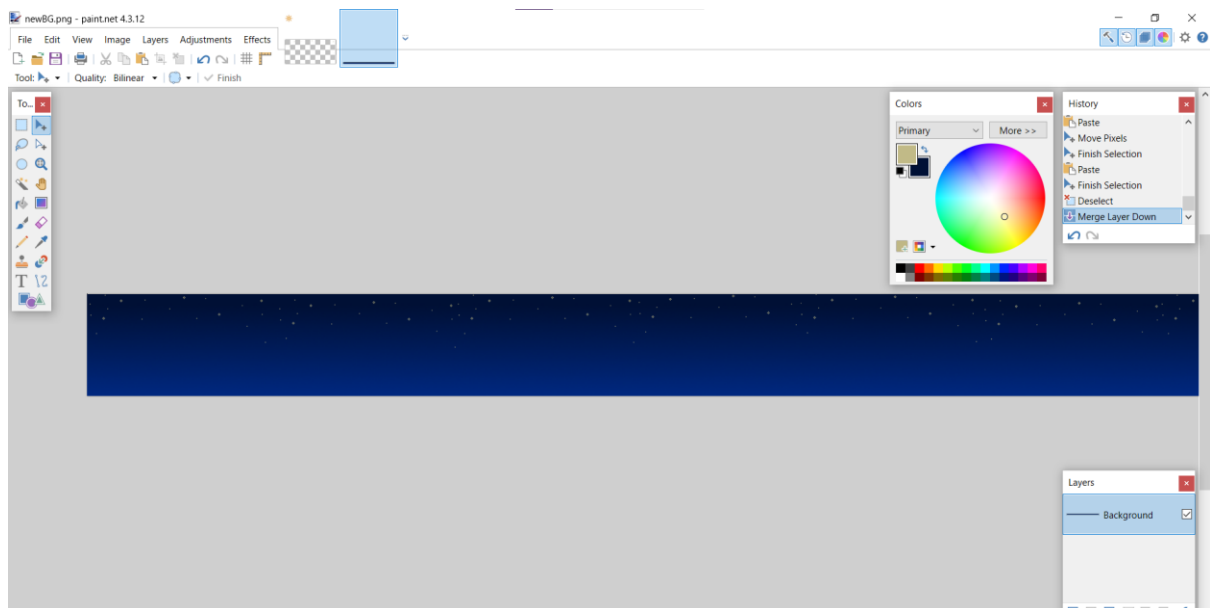 newBG.png - paint.net 4.3.12
File Edit View Image Layers Adjustments Effects
Tool: Quality: Bilinear Finish
To...
Colors
Primary More >>
History
Paste
Move Pixels
Finish Selection
Paste
Finish Selection
Deselect
Merge Layer Down
Layers
Background